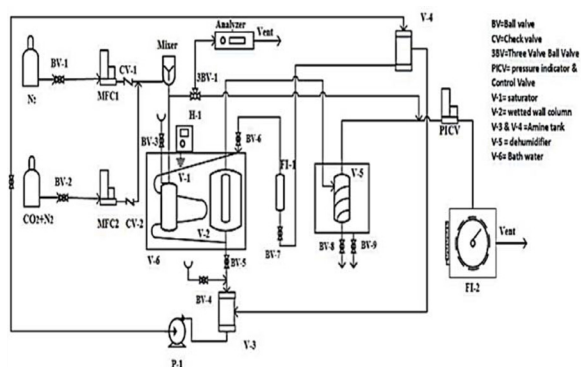 V-4
Analyzer
Vent
BV-1
CV-1
Mixer
3BV-1
N2
MFC1
H-1
BV-3
BV-6
FI-1
PICV
V-1
V-5
BV-2
CO2+N2
MFC2
CV-2
V-2
BV-7
BV-8
BV-9
Vent
V-6
BV-5
BV-4
FI-2
V-3
P-1
BV=Ball valve
CV=Check valve
3BV=Three Valve Ball Valve
PICV= pressure indicator &
Control Valve
V-1= saturator
V-2= wetted wall column
V-3 & V-4 =Amine tank
V-5 = dehumidifier
V-6= Bath water